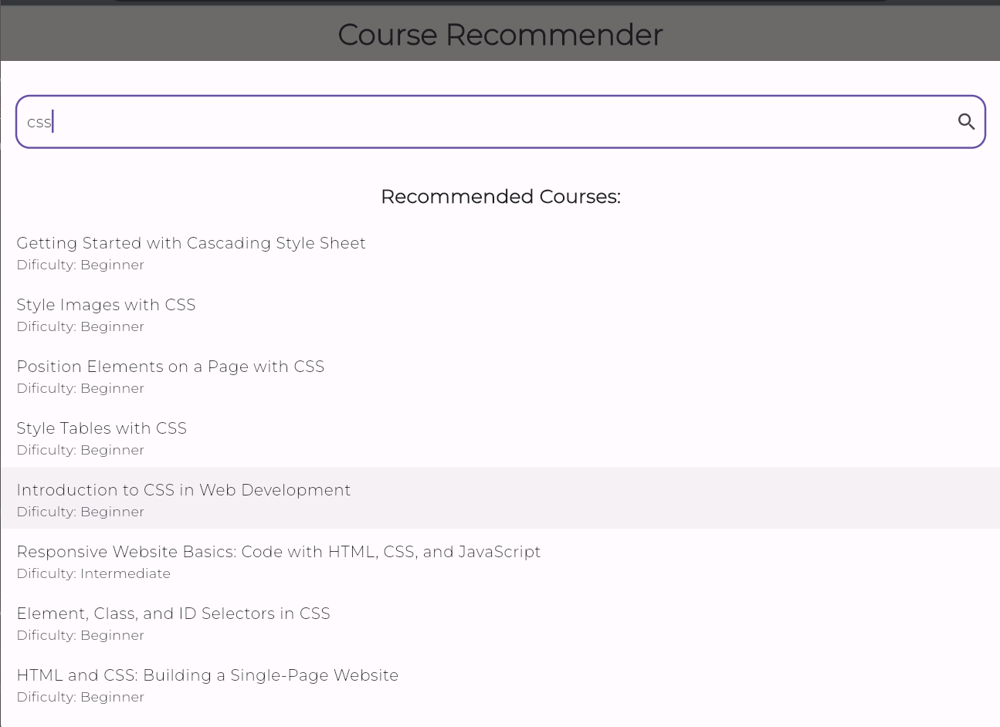 Course Recommender
css
Recommended Courses:
Getting Started with Cascading Style Sheet
Dificulty: Beginner
Style Images with CSS
Dificulty: Beginner
Position Elements on a Page with CSS
Dificulty: Beginner
Style Tables with CSS
Dificulty: Beginner
Introduction to CSS in Web Development
Dificulty: Beginner
Responsive Website Basics: Code with HTML, CSS, and JavaScript
Dificulty: Intermediate
Element, Class, and ID Selectors in CSS
Dificulty: Beginner
HTML and CSS: Building a Single-Page Website
Dificulty: Beginner